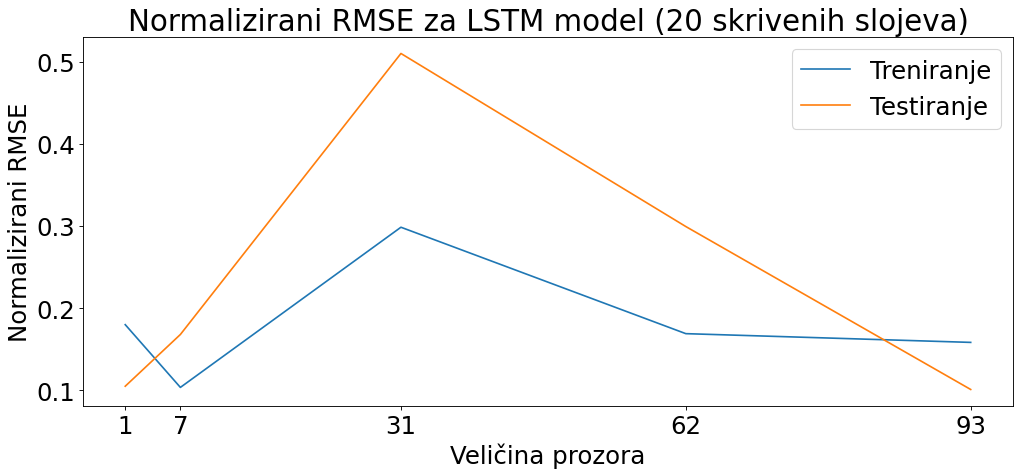 Normalizirani RMSE za LSTM model (20 skrivenih slojeva)
Normalizirani RMSE
0.5
0.4
0.3
0.2
0.1
Treniranje
Testiranje
1 7 31 62 93
Veličina prozora